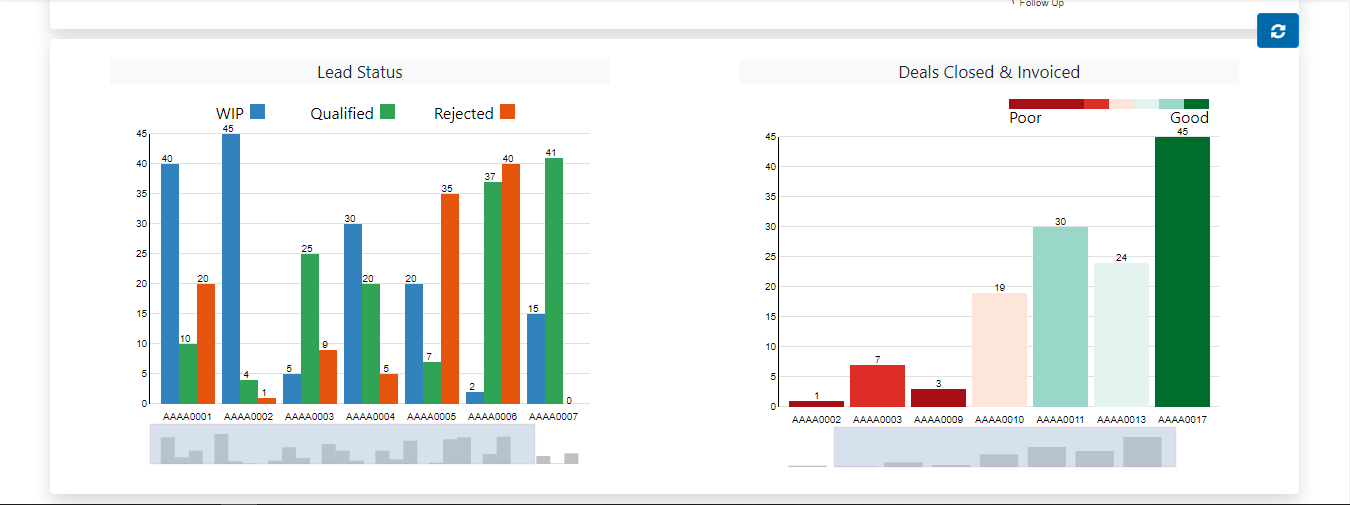 Follow Up
Lead Status
WIP Qualified Rejected
45
40
35
30
25
20
15
10
5
0
40 10 20
45 4 1
5 25 9
30 20 5
20 7 35
2 37 40
15 41 0
AAAA0001 AAAA0002 AAAA0003 AAAA0004 AAAA0005 AAAA0006 AAAA0007
Deals Closed & Invoiced
Poor Good
45
40
35
30
25
20
15
10
5
0
1 7 3 19 30 24 45
AAAA0002 AAAA0003 AAAA0009 AAAA0010 AAAA0011 AAAA0013 AAAA0017